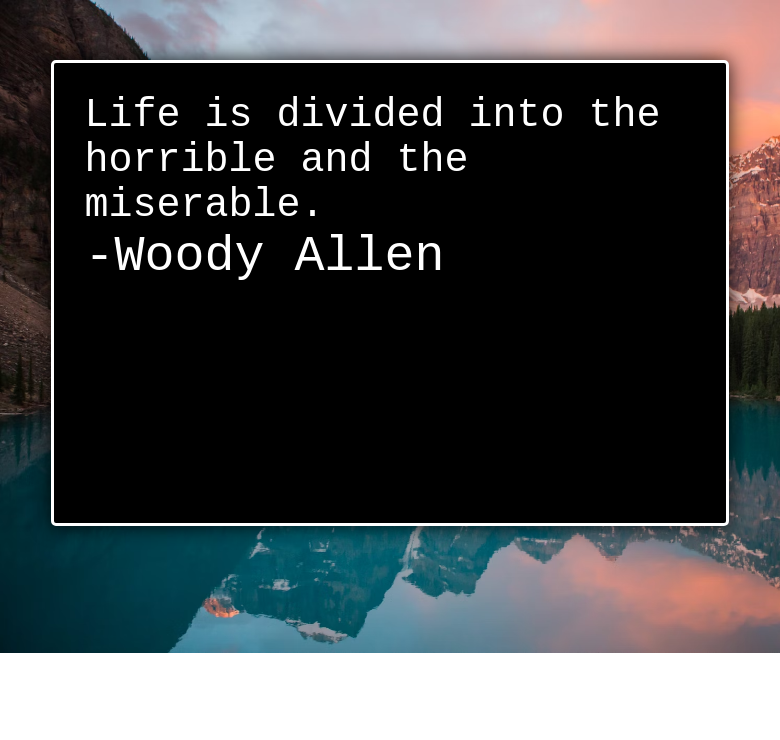 Life is divided into the
horrible and the
miserable.
-Woody Allen